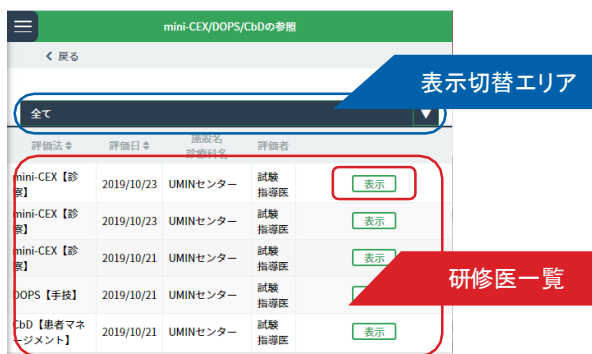 mini-CEX/DOPS/CbDの参照
戻る
表示切替エリア
全て
評価法 評価日 施設名 評価者
診療科名
mini-CEX【診 2019/10/23 UMINセンター 試験 表示
察】 指導医
mini-CEX【診 2019/10/23 UMINセンター 試験 表示
察】 指導医
mini-CEX【診 2019/10/21 UMINセンター 試験 表示
察】 指導医
研修医一覧
DOPS【手技】 2019/10/21 UMINセンター 試験
指導医
CbD【患者マネ 2019/10/21 UMINセンター 試験 表示
ージメント】 指導医